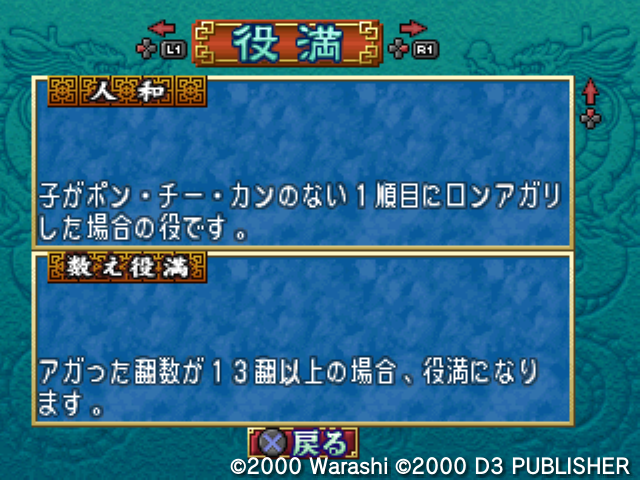 L1 役満 R1
人和
子がポン・チー・カンのない１順目にロンアガリ
した場合の役です。
数え役満
アガった翻数が１３翻以上の場合、役満になり
ます。
戻る
©2000 Warashi ©2000 D3 PUBLISHER